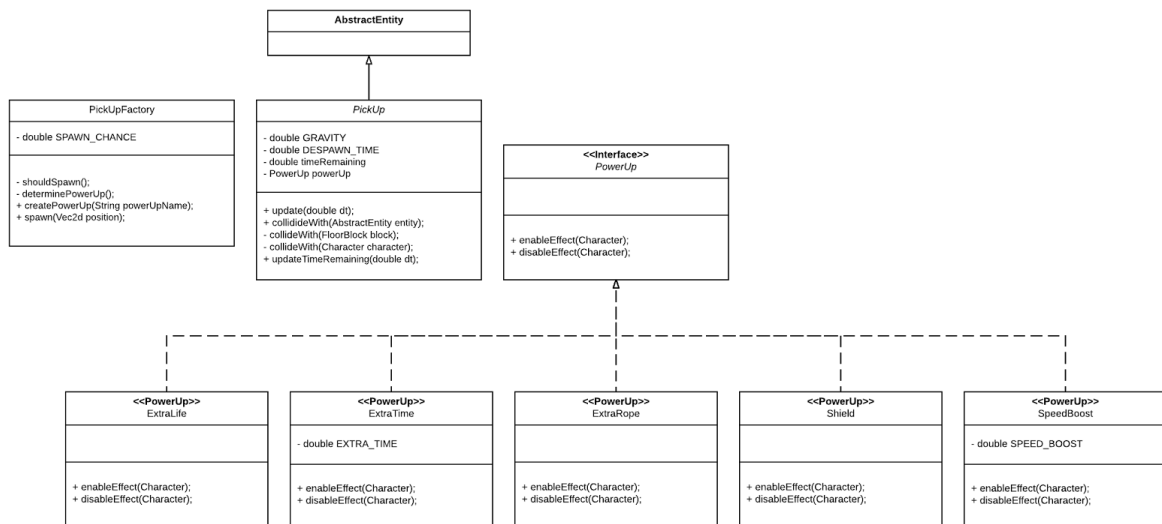 AbstractEntity
PickUpFactory
- double SPAWN_CHANCE
- shouldSpawn();
- determinePowerUp();
+ createPowerUp(String powerUpName);
+ spawn(Vec2d position);
PickUp
- double GRAVITY
- double DESPAWN_TIME
- double timeRemaining
- PowerUp powerUp
+ update(double dt);
+ collidideWith(AbstractEntity entity);
- collideWith(FloorBlock block);
- collideWith(Character character);
+ updateTimeRemaining(double dt);
<<Interface>>
PowerUp
+ enableEffect(Character);
+ disableEffect(Character);
<<PowerUp>>
ExtraLife
+ enableEffect(Character);
+ disableEffect(Character);
<<PowerUp>>
ExtraTime
- double EXTRA_TIME
+ enableEffect(Character);
+ disableEffect(Character);
<<PowerUp>>
ExtraRope
+ enableEffect(Character);
+ disableEffect(Character);
<<PowerUp>>
Shield
+ enableEffect(Character);
+ disableEffect(Character);
<<PowerUp>>
SpeedBoost
- double SPEED_BOOST
+ enableEffect(Character);
+ disableEffect(Character);